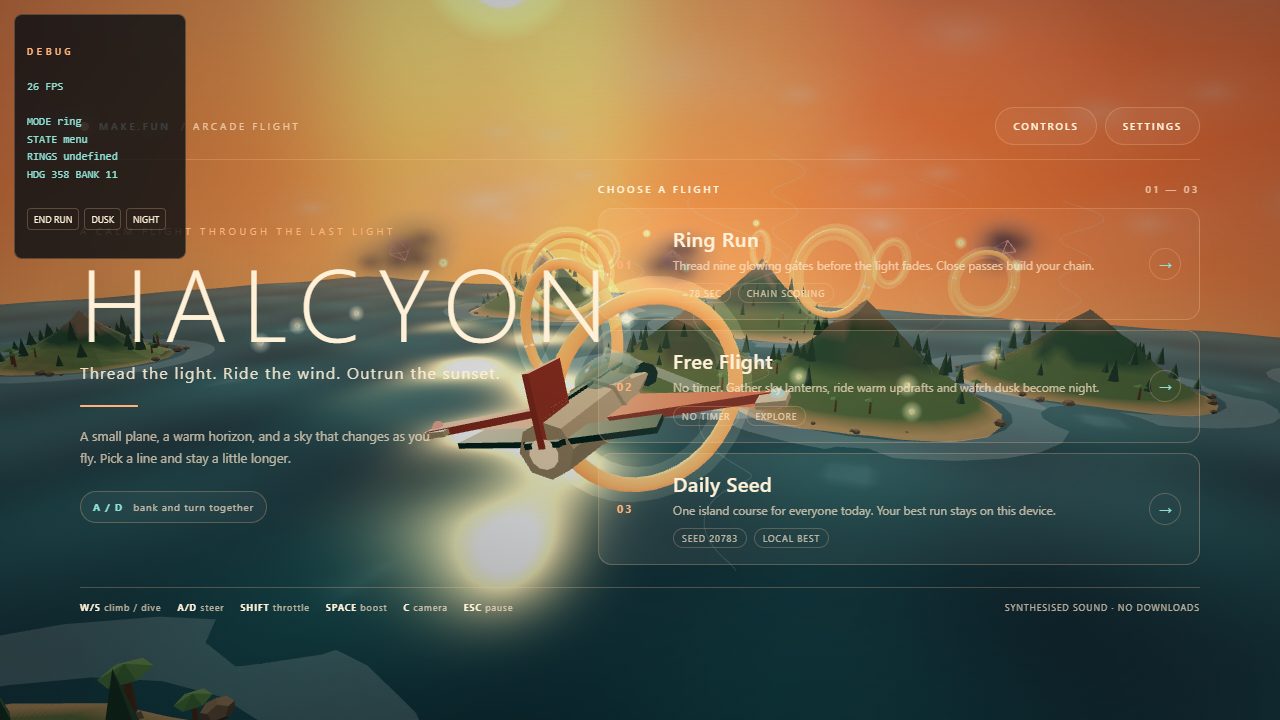 DEBUG
26 FPS
MODE ring
STATE menu
RINGS undefined
HDG 358 BANK 11
END RUN DUSK NIGHT
MAKE.FUN / ARCADE FLIGHT
CONTROLS SETTINGS
A CALM FLIGHT THROUGH THE LAST LIGHT
HALCYON
Thread the light. Ride the wind. Outrun the sunset.
A small plane, a warm horizon, and a sky that changes as you
fly. Pick a line and stay a little longer.
A / D bank and turn together
CHOOSE A FLIGHT 01 — 03
01
Ring Run
Thread nine glowing gates before the light fades. Close passes build your chain.
~78 SEC CHAIN SCORING
→
02
Free Flight
No timer. Gather sky lanterns, ride warm updrafts and watch dusk become night.
NO TIMER EXPLORE
→
03
Daily Seed
One island course for everyone today. Your best run stays on this device.
SEED 20783 LOCAL BEST
→
W/S climb / dive A/D steer SHIFT throttle SPACE boost C camera ESC pause
SYNTHESISED SOUND · NO DOWNLOADS